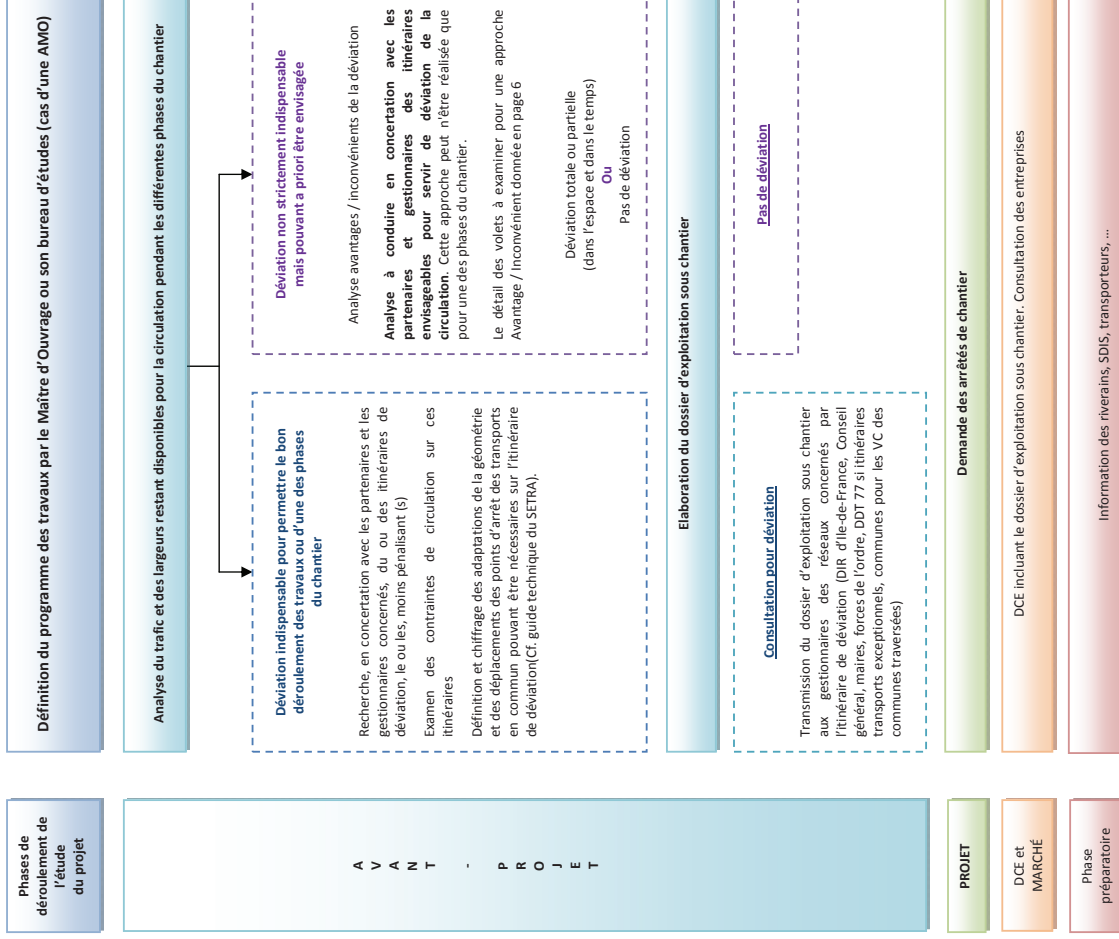 Phases de
déroulement de
l'étude
du projet
Définition du programme des travaux par le Maître d'Ouvrage ou son bureau d'études (cas d'une AMO)
A
V
A
N
T
-
P
R
O
J
E
T
Analyse du trafic et des largeurs restant disponibles pour la circulation pendant les différentes phases du chantier
Déviation indispensable pour permettre le bon
déroulement des travaux ou d'une des phases
du chantier
Recherche, en concertation avec les partenaires et les
gestionnaires concernés, du ou des itinéraires de
déviation, le ou les, moins pénalisant (s)
Examen des contraintes de circulation sur ces
itinéraires
Définition et chiffrage des adaptations de la géométrie
et des déplacements des points d'arrêt des transports
en commun pouvant être nécessaires sur l'itinéraire
de déviation(Cf. guide technique du SETRA).
Déviation non strictement indispensable
mais pouvant a priori être envisagée
Analyse avantages / inconvénients de la déviation
Analyse à conduire en concertation avec les
partenaires et gestionnaires des itinéraires
envisageables pour servir de déviation de la
circulation. Cette approche peut n'être réalisée que
pour une des phases du chantier.
Le détail des volets à examiner pour une approche
Avantage / Inconvénient donnée en page 6
Déviation totale ou partielle
(dans l'espace et dans le temps)
Ou
Pas de déviation
Elaboration du dossier d'exploitation sous chantier
Consultation pour déviation
Transmission du dossier d'exploitation sous chantier
aux gestionnaires des réseaux concernés par
l'itinéraire de déviation (DIR d'Ile-de-France, Conseil
général, maires, forces de l'ordre, DDT 77 si itinéraires
transports exceptionnels, communes pour les VC des
communes traversées)
Pas de déviation
PROJET
Demande des arrêtés de chantier
DCE et
MARCHÉ
DCE incluant le dossier d'exploitation sous chantier. Consultation des entreprises
Phase
préparatoire
Information des riverains, SDIS, transporteurs, ...